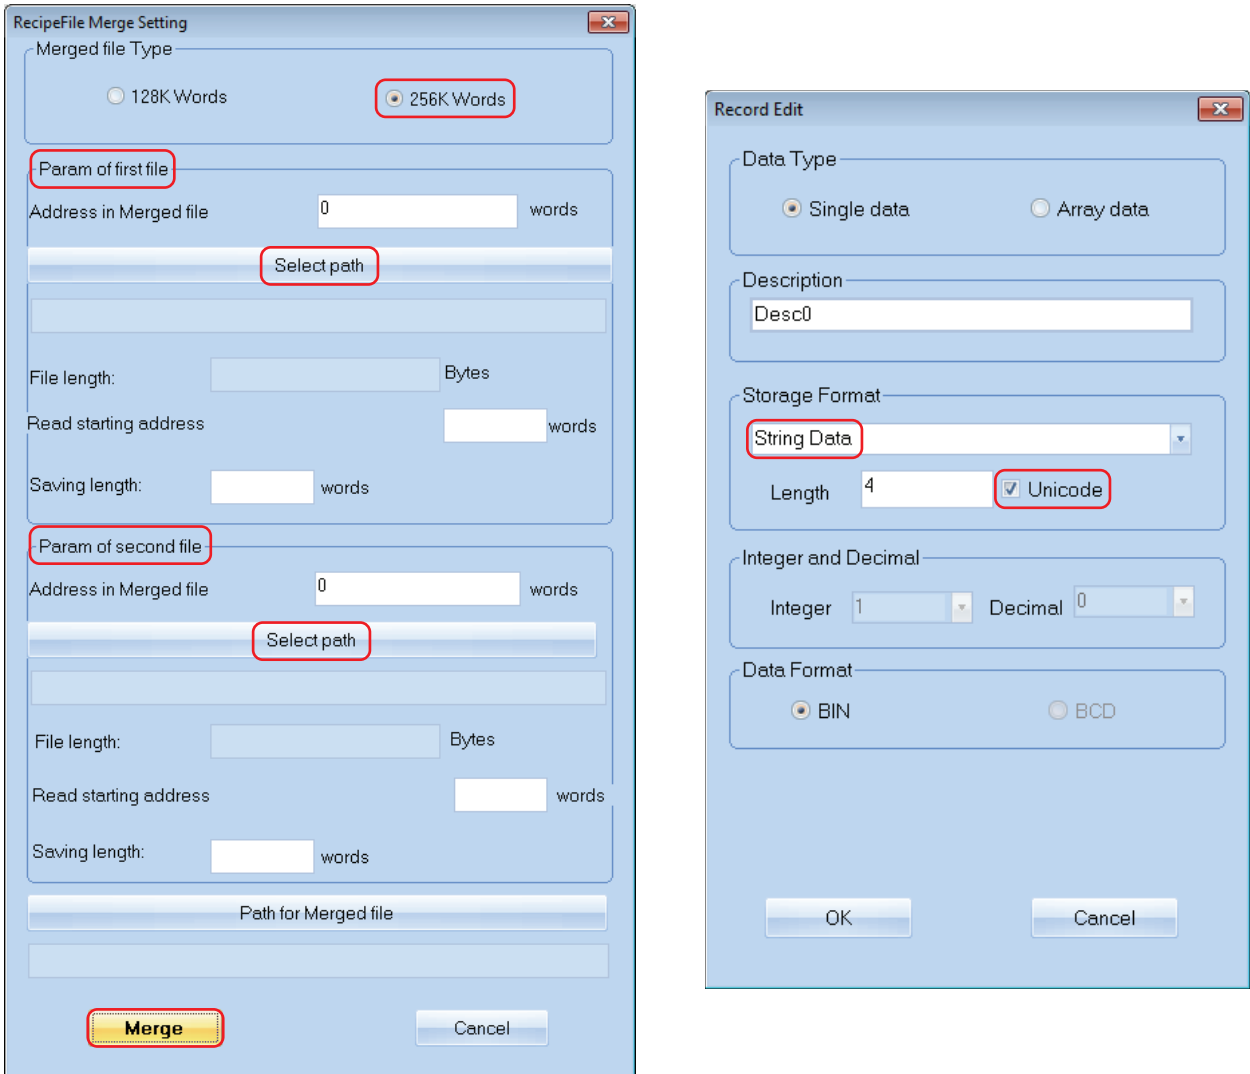 RecipeFile Merge Setting
Merged file Type
128K Words
256K Words
Param of first file
Address in Merged file 0 words
Select path
File length: Bytes
Read starting address words
Saving length: words
Param of second file
Address in Merged file 0 words
Select path
File length: Bytes
Read starting address words
Saving length: words
Path for Merged file
Merge Cancel
Record Edit
Data Type
Single data Array data
Description
Desc0
Storage Format
String Data
Length 4 Unicode
Integer and Decimal
Integer 1 Decimal 0
Data Format
BIN BCD
OK Cancel